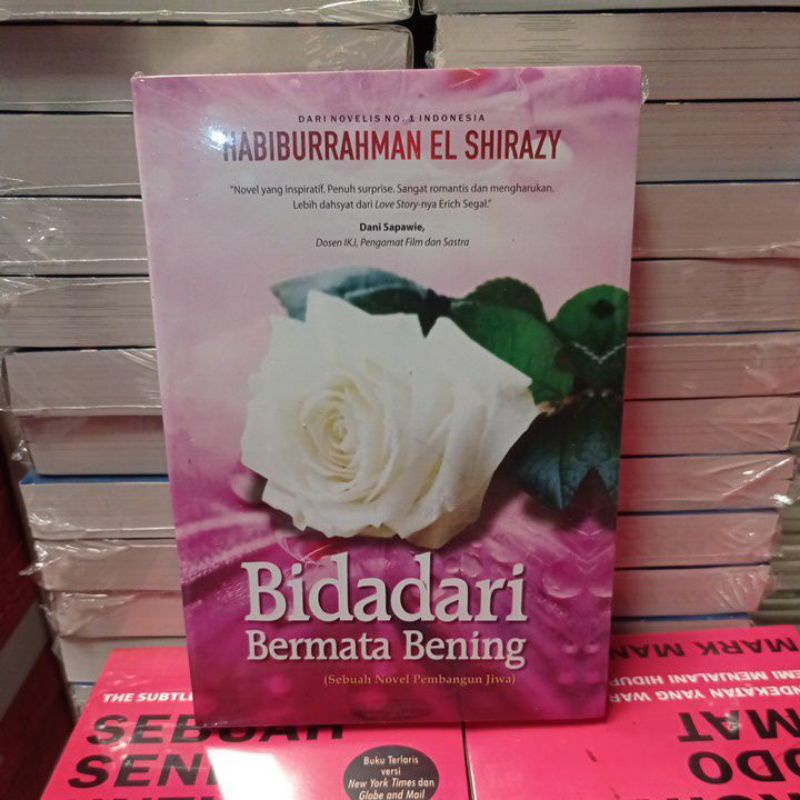 DARI NOVELIS NO. 1 INDONESIA
HABIBURRAHMAN EL SHIRAZY
"Novel yang inspiratif. Penuh surprise. Sangat romantis dan mengharukan.
Lebih dahsyat dari Love Story-nya Erich Segal."
Dani Sapawie,
Dosen IKJ, Pengamat Film dan Sastra
Bidadari
Bermata Bening
(Sebuah Novel Pembangun Jiwa)
THE SUBTLE
SEBUAH
SENI
Buku Terlaris
versi
New York Times dan
Globe and Mail
MARK MAN